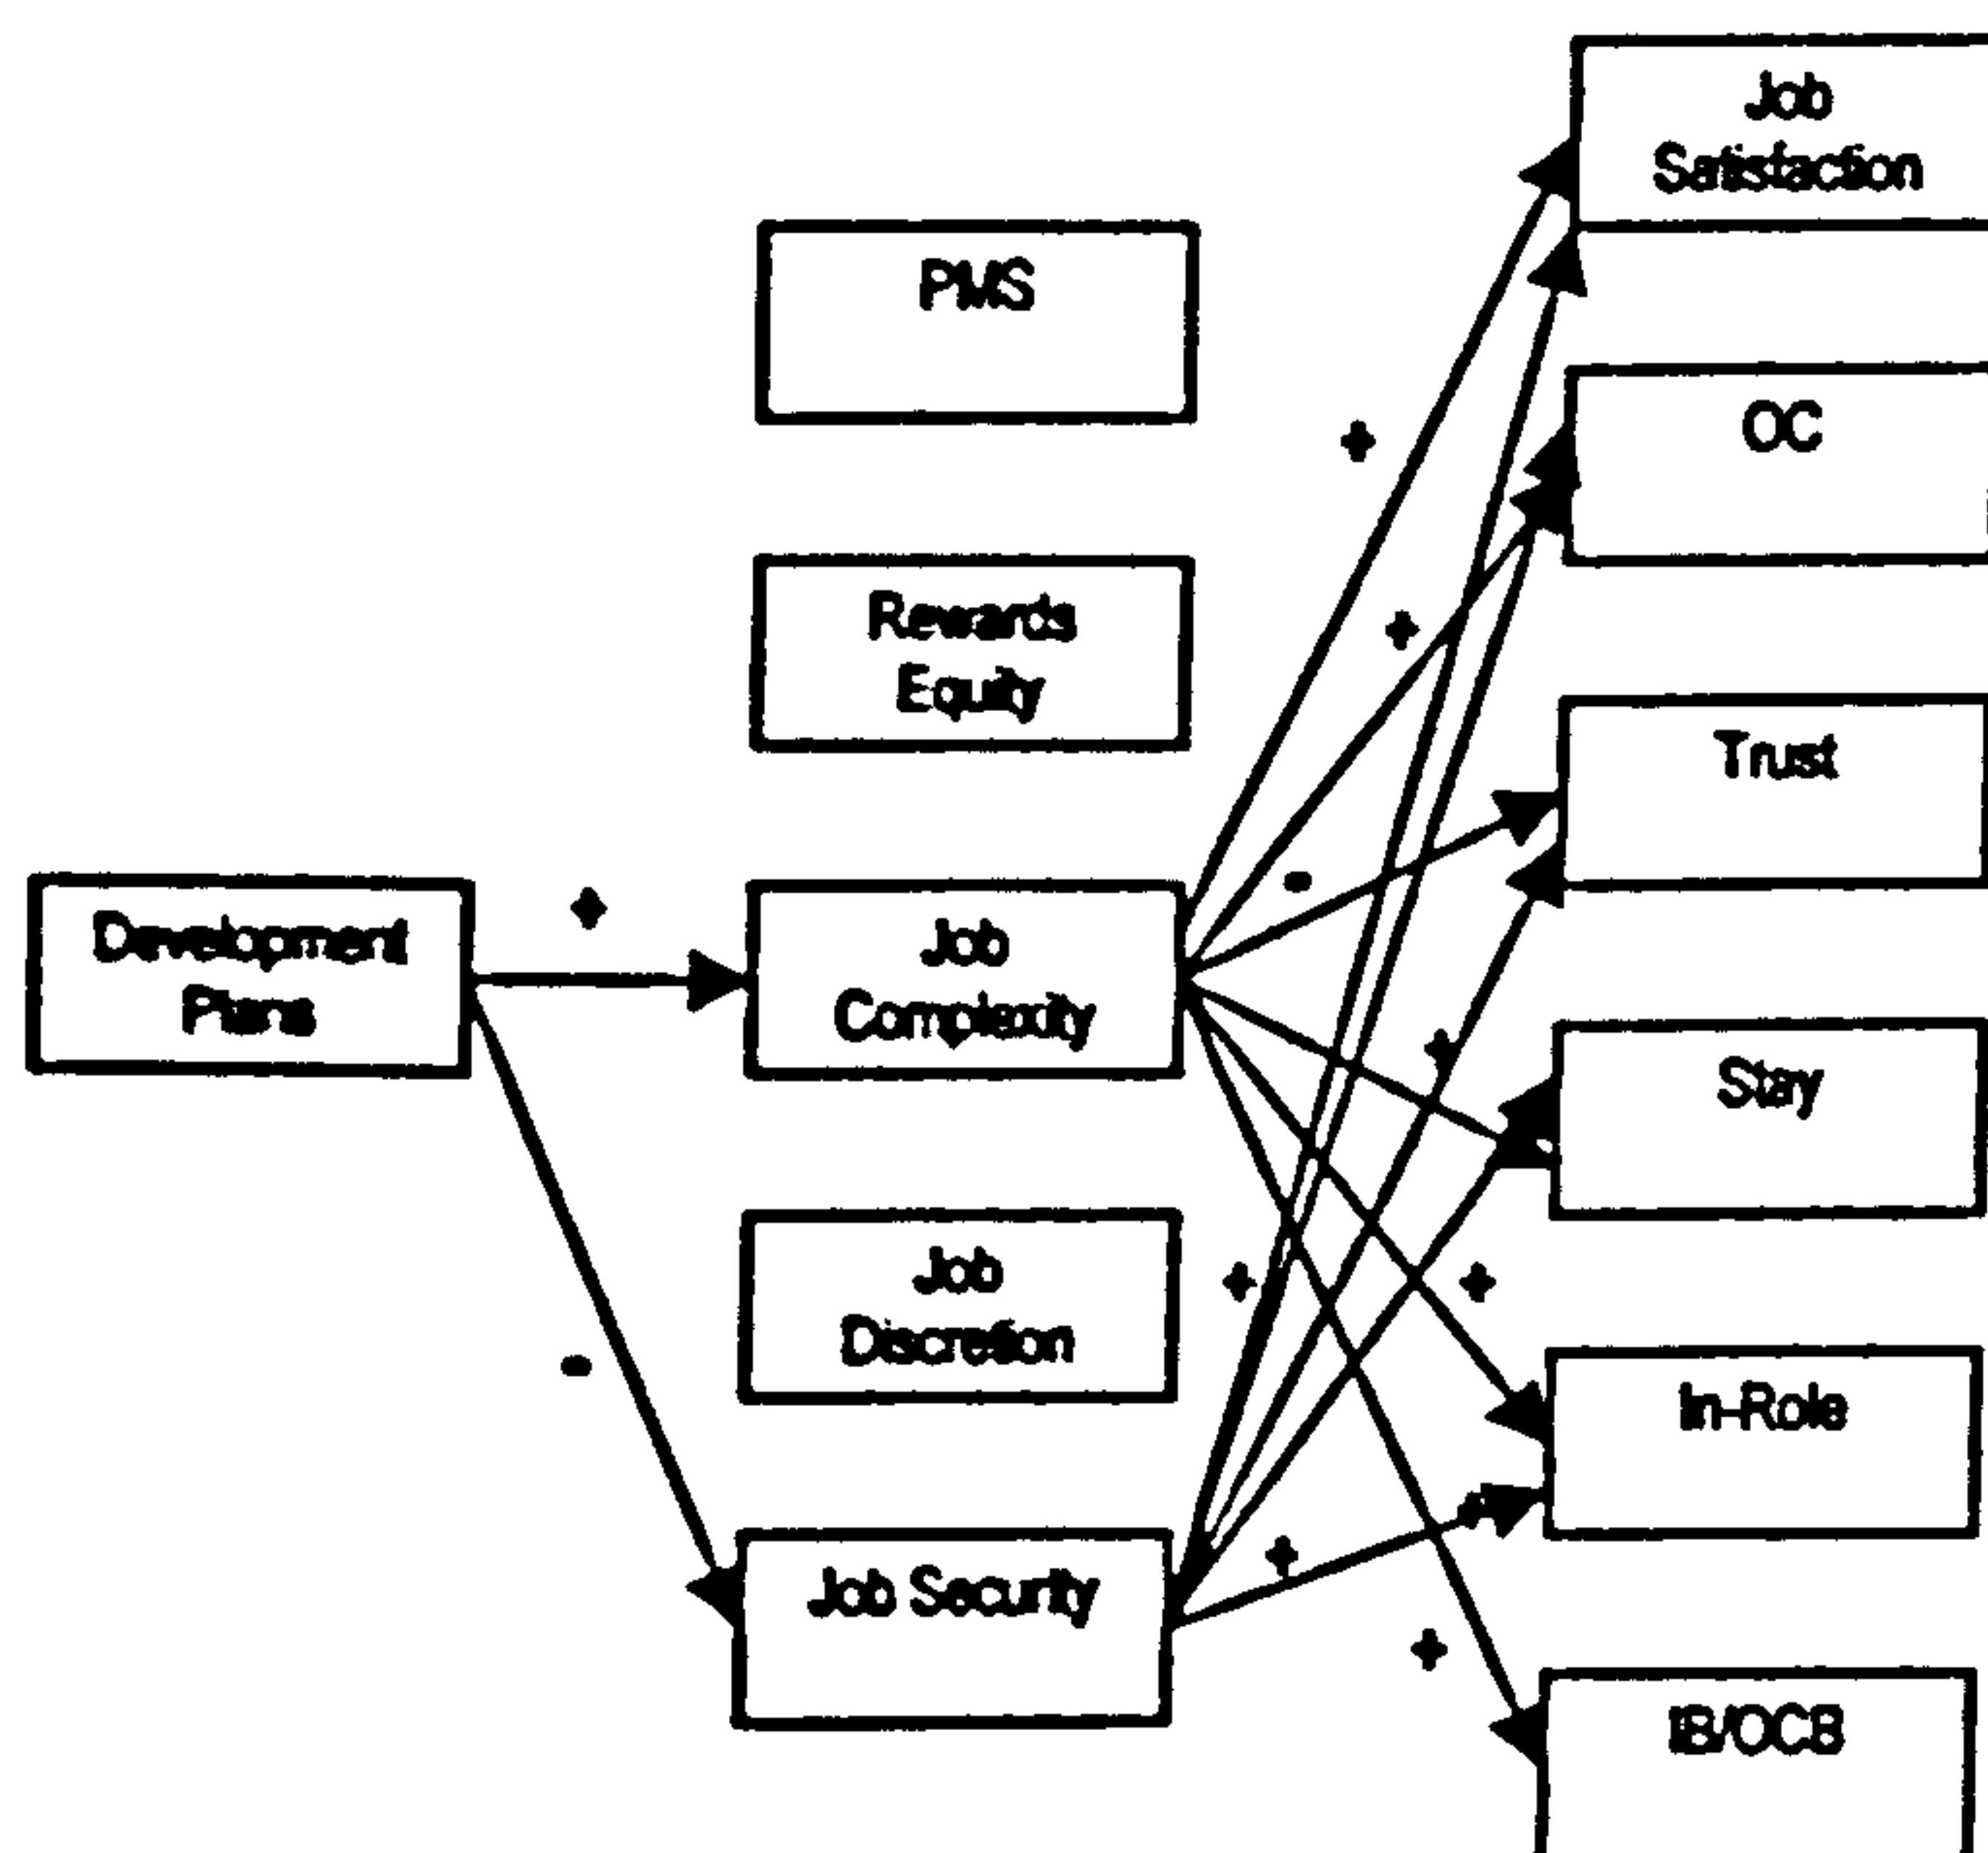 Job
Satisfaction
PMS
OC
Rewards
Equity
Trust
+
+
-
+
Development
Plans
Job
Complexity
Stay
+
-
Job
Discretion
+
+
In-Role
Job Security
+
+
IB/OCB